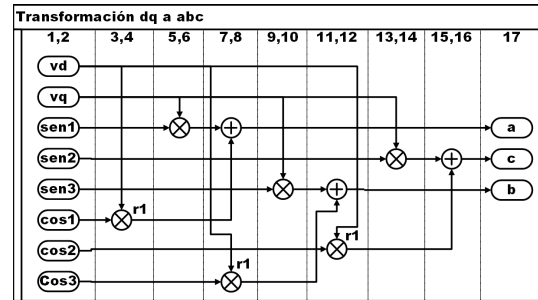 Transformación dq a abc
1,2 3,4 5,6 7,8 9,10 11,12 13,14 15,16 17
vd
vq
sen1 a
sen2 c
sen3 b
cos1 r1
cos2 r1
Cos3 r1